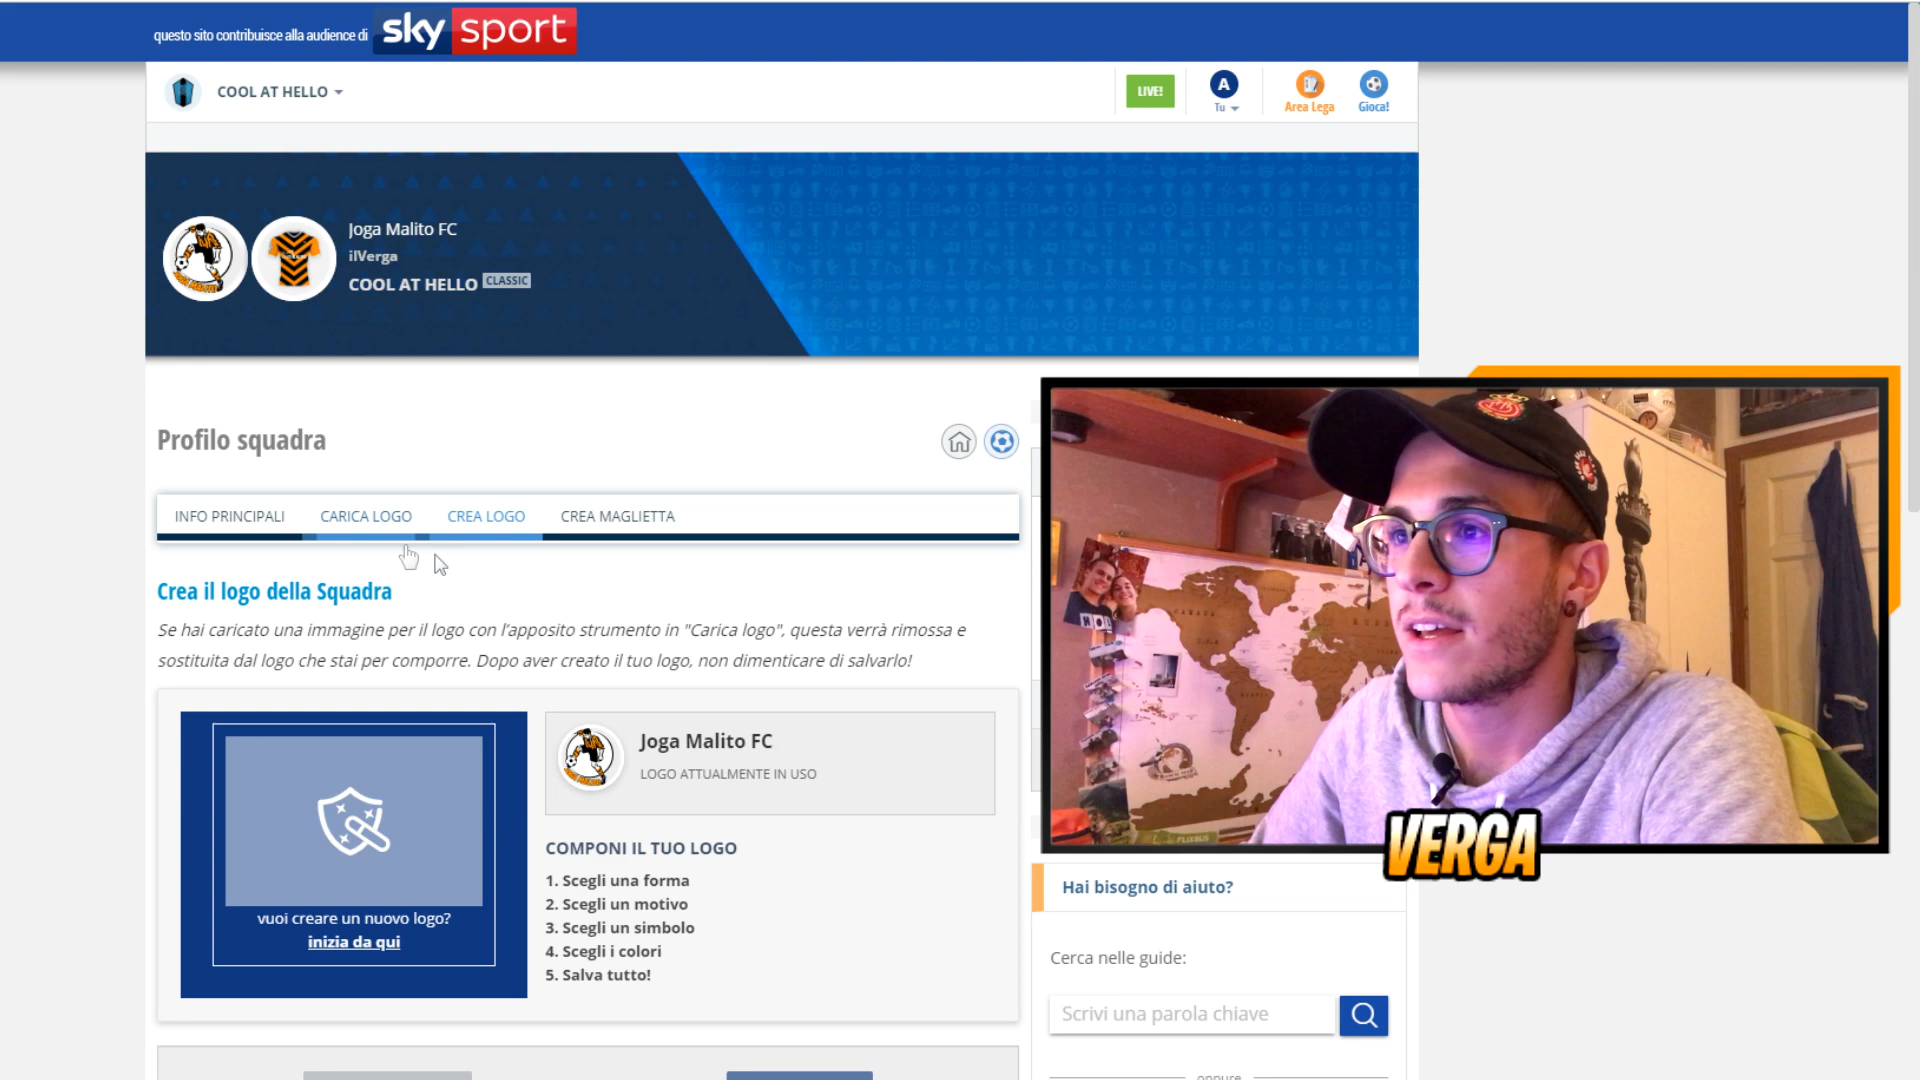 questo sito contribuisce alla audience di sky sport
COOL AT HELLO
LIVE!
A
Tu
Area Lega
Gioca!
Joga Malito FC
ilVerga
COOL AT HELLO CLASSIC
Profilo squadra
INFO PRINCIPALI CARICA LOGO CREA LOGO CREA MAGLIETTA
Crea il logo della Squadra
Se hai caricato una immagine per il logo con l'apposito strumento in "Carica logo", questa verrà rimossa e
sostituita dal logo che stai per comporre. Dopo aver creato il tuo logo, non dimenticare di salvarlo!
vuoi creare un nuovo logo?
inizia da qui
Joga Malito FC
LOGO ATTUALMENTE IN USO
COMPONI IL TUO LOGO
1. Scegli una forma
2. Scegli un motivo
3. Scegli un simbolo
4. Scegli i colori
5. Salva tutto!
VERGA
Hai bisogno di aiuto?
Cerca nelle guide:
Scrivi una parola chiave
oppure